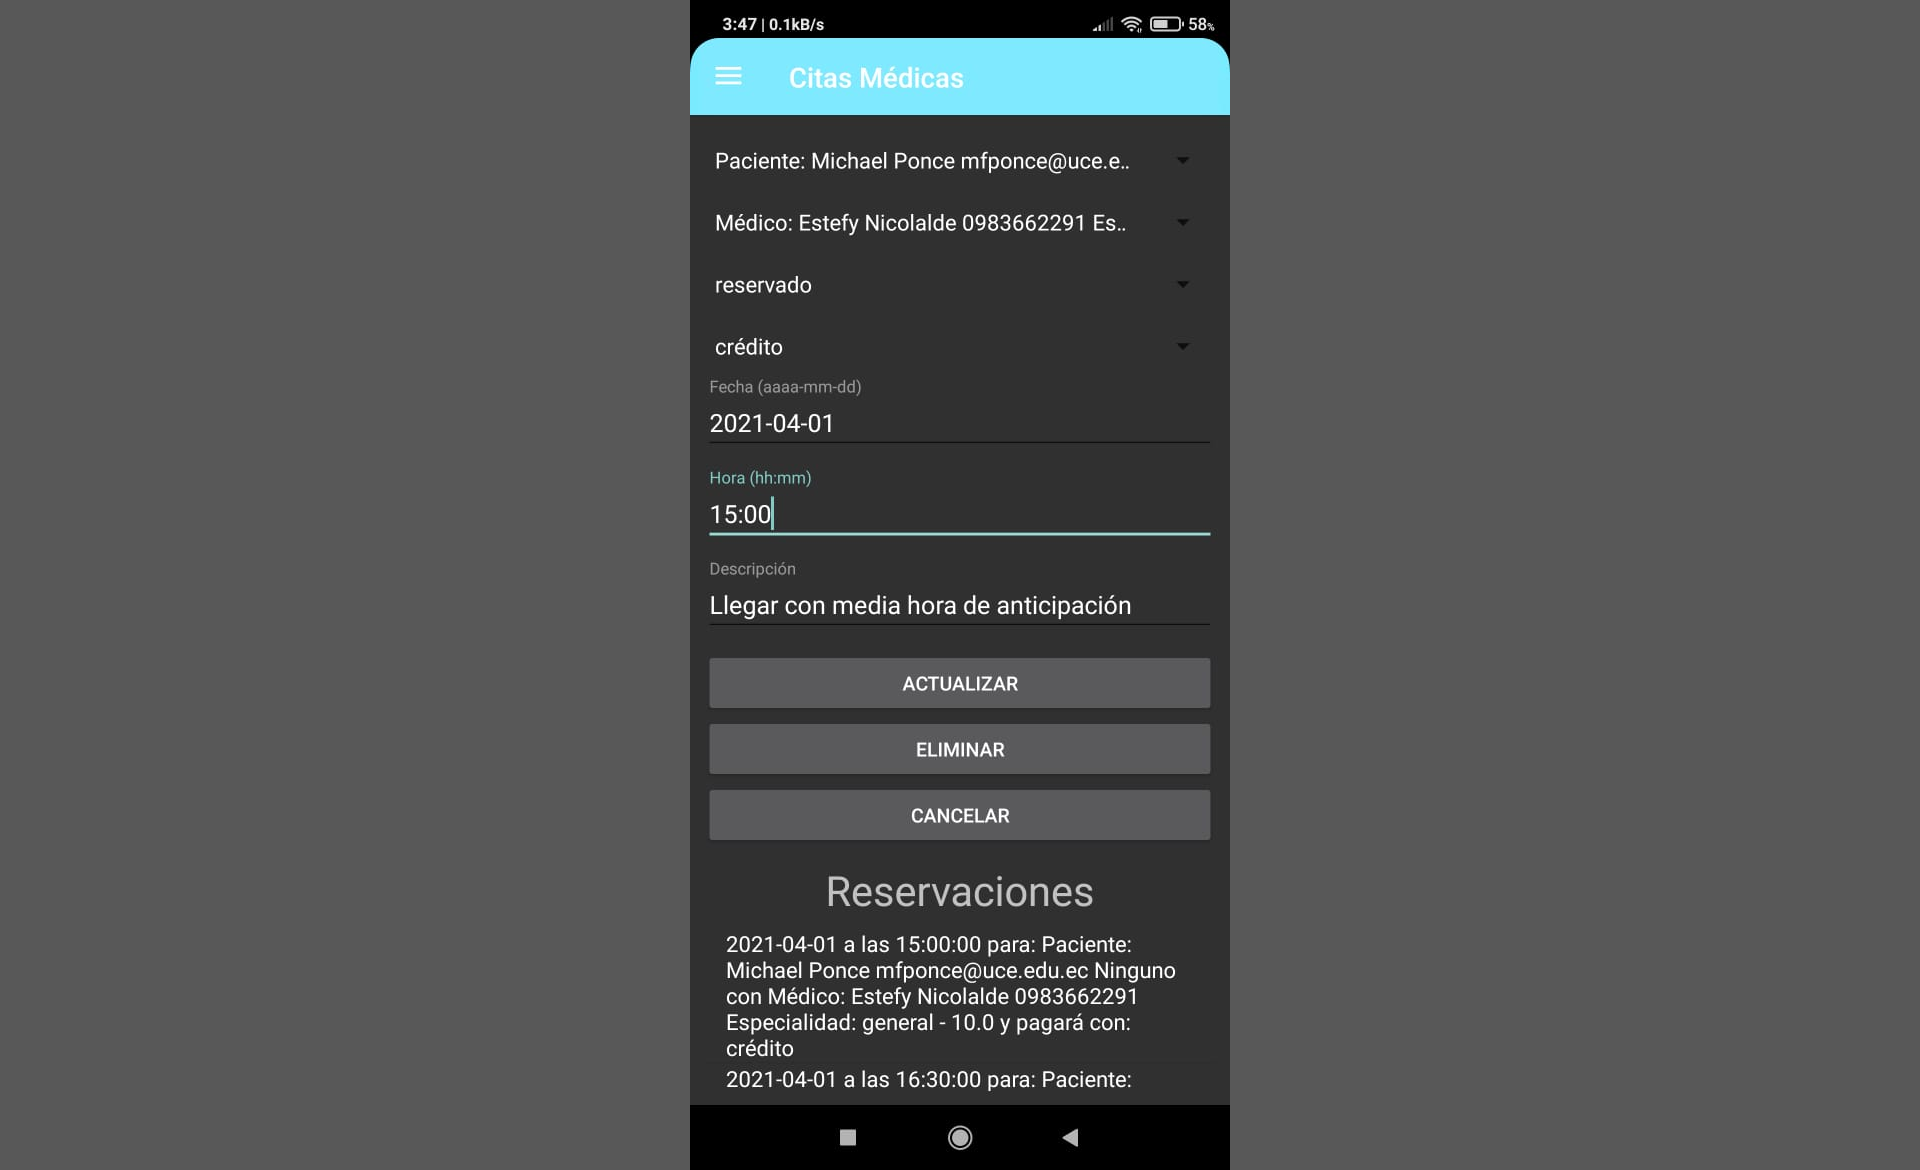 3:47 | 0.1kB/s 58%
Citas Médicas
Paciente: Michael Ponce mfponce@uce.e..
Médico: Estefy Nicolalde 0983662291 Es..
reservado
crédito
Fecha (aaaa-mm-dd)
2021-04-01
Hora (hh:mm)
15:00
Descripción
Llegar con media hora de anticipación
ACTUALIZAR
ELIMINAR
CANCELAR
Reservaciones
2021-04-01 a las 15:00:00 para: Paciente:
Michael Ponce mfponce@uce.edu.ec Ninguno
con Médico: Estefy Nicolalde 0983662291
Especialidad: general - 10.0 y pagará con:
crédito
2021-04-01 a las 16:30:00 para: Paciente: